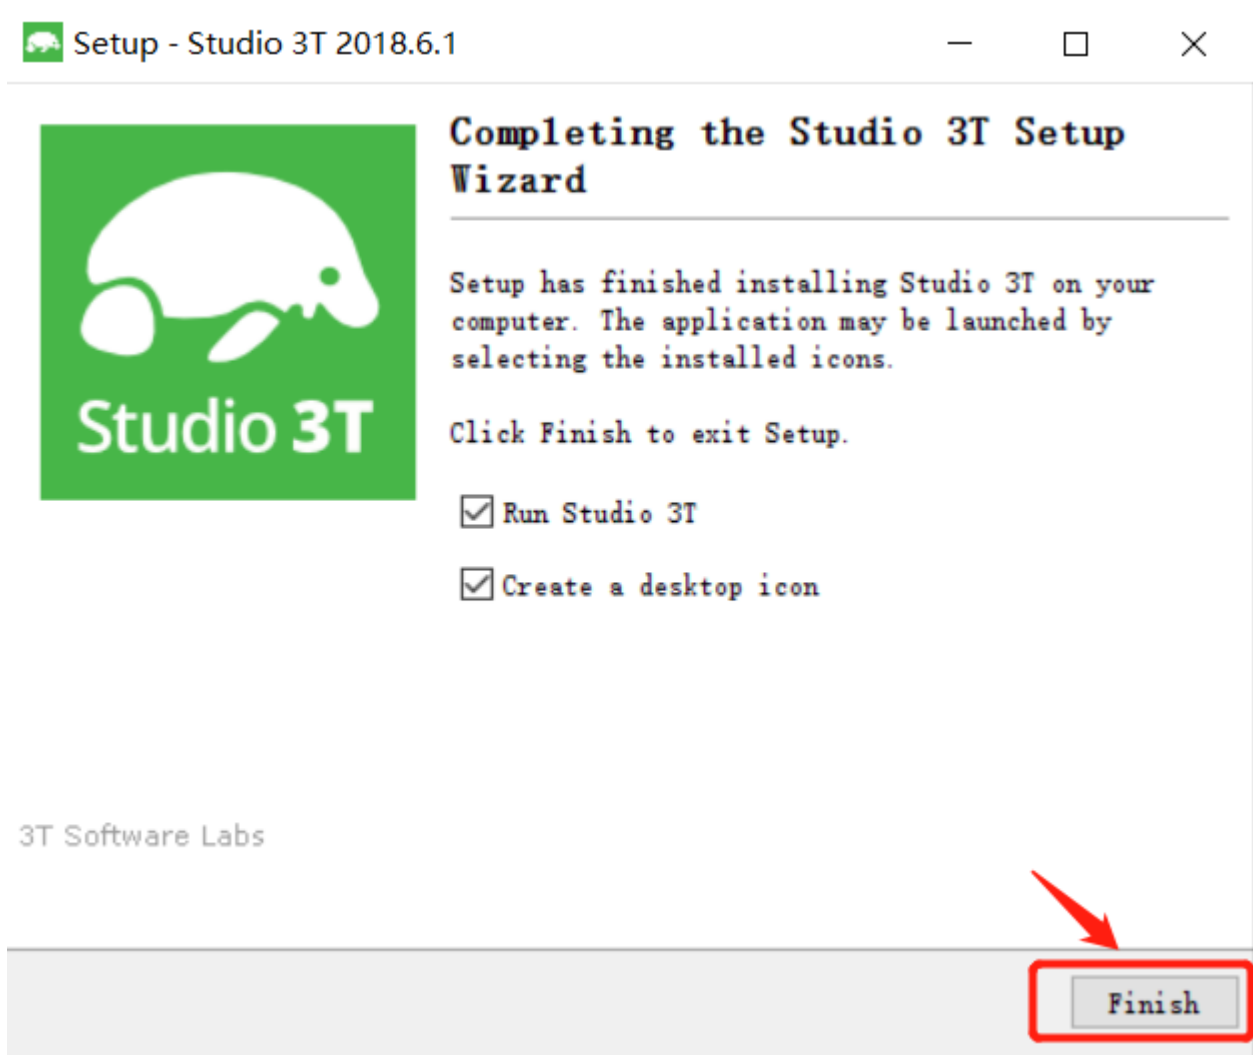 Setup - Studio 3T 2018.6.1
Completing the Studio 3T Setup
Wizard
Studio 3T
Setup has finished installing Studio 3T on your
computer. The application may be launched by
selecting the installed icons.
Click Finish to exit Setup.
Run Studio 3T
Create a desktop icon
3T Software Labs
Finish